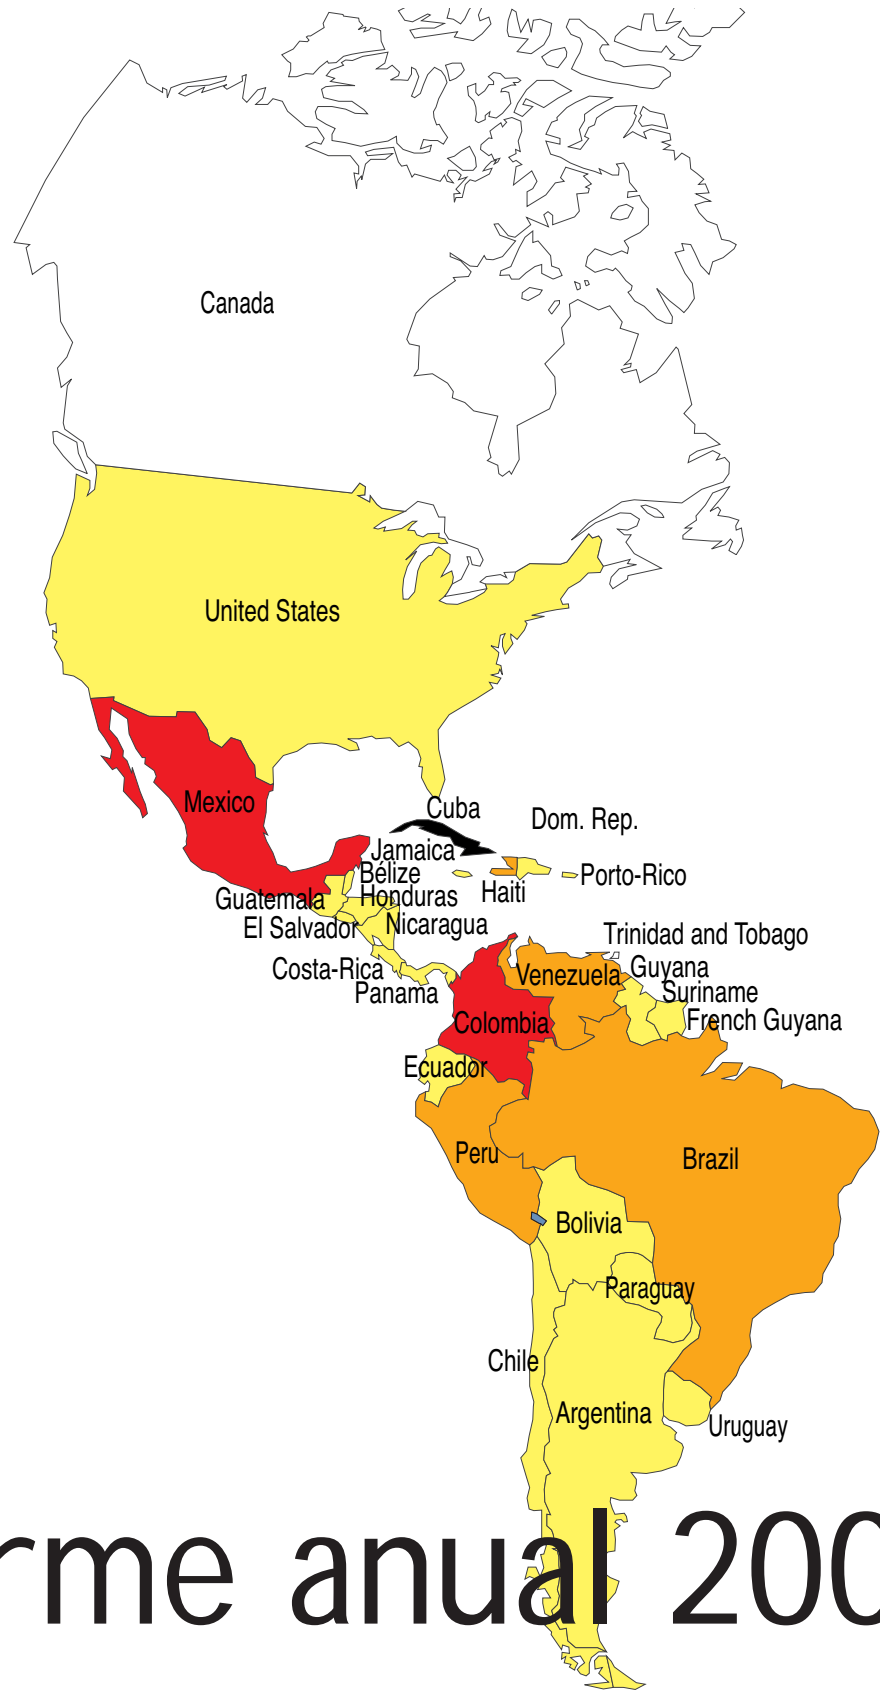 Canada
United States
Mexico
Cuba
Dom. Rep.
Jamaica
Bélize
Porto-Rico
Haiti
Guatemala
Honduras
El Salvador
Nicaragua
Trinidad and Tobago
Costa-Rica
Venezuela
Guyana
Panama
Suriname
Colombia
French Guyana
Ecuador
Peru
Brazil
Bolivia
Paraguay
Chile
Argentina
Uruguay
rme anual 200